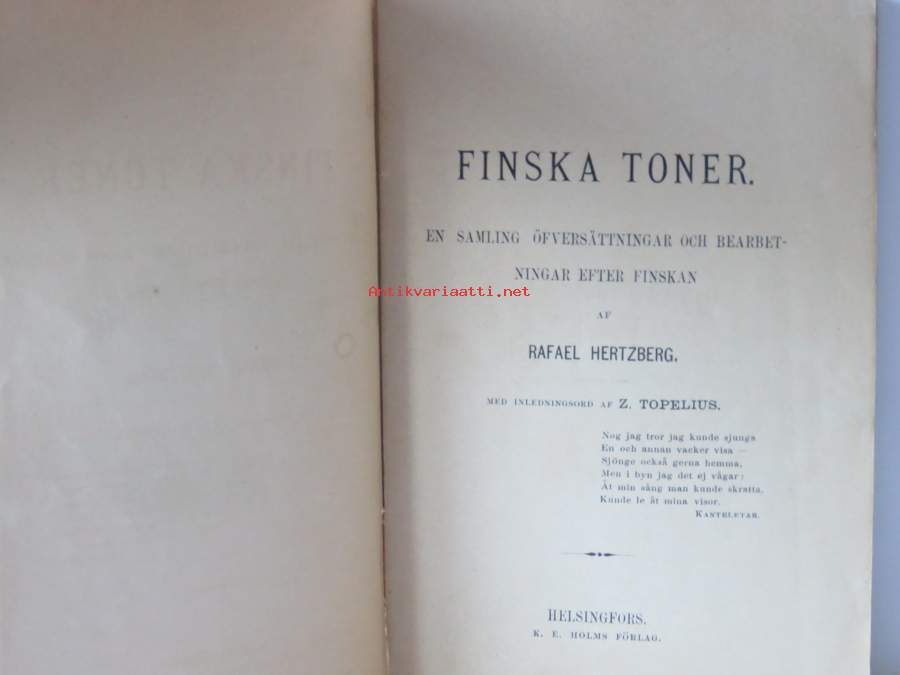 FINSKA TONER.
EN SAMLING ÖFVERSÄTTNINGAR OCH BEARBET-
NINGAR EFTER FINSKAN
Antikvariaatti.net
AF
RAFAEL HERTZBERG.
MED INLEDNINGSORD AF Z. TOPELIUS.
Nog jag tror jag kunde sjunga
En och annan vacker visa —
Sjönge också gerna hemma,
Men i byn jag det ej vågar:
Åt min sång man kunde skratta,
Kunde le åt mina visor.
KANTELETAR.
HELSINGFORS.
K. E. HOLMS FÖRLAG.